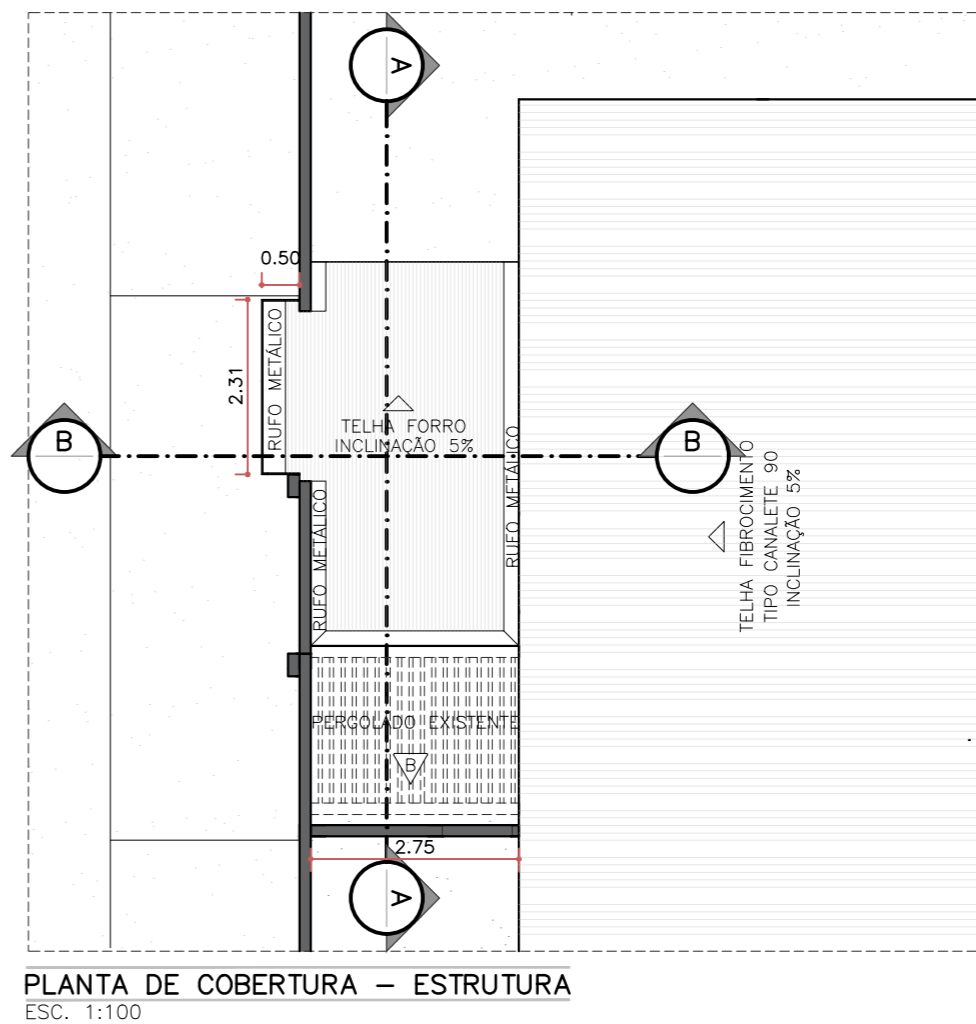 A
0.50
RUFO METÁLICO
2.31
TELHA FORRO
INCLINAÇÃO 5%
B
B
RUFO METÁLICO
RUFO METÁLICO
TELHA FIBROCIMENTO
TIPO CANALETE 90
INCLINAÇÃO 5%
PERGOLADO EXISTENTE
B
2.75
A
PLANTA DE COBERTURA – ESTRUTURA
ESC. 1:100